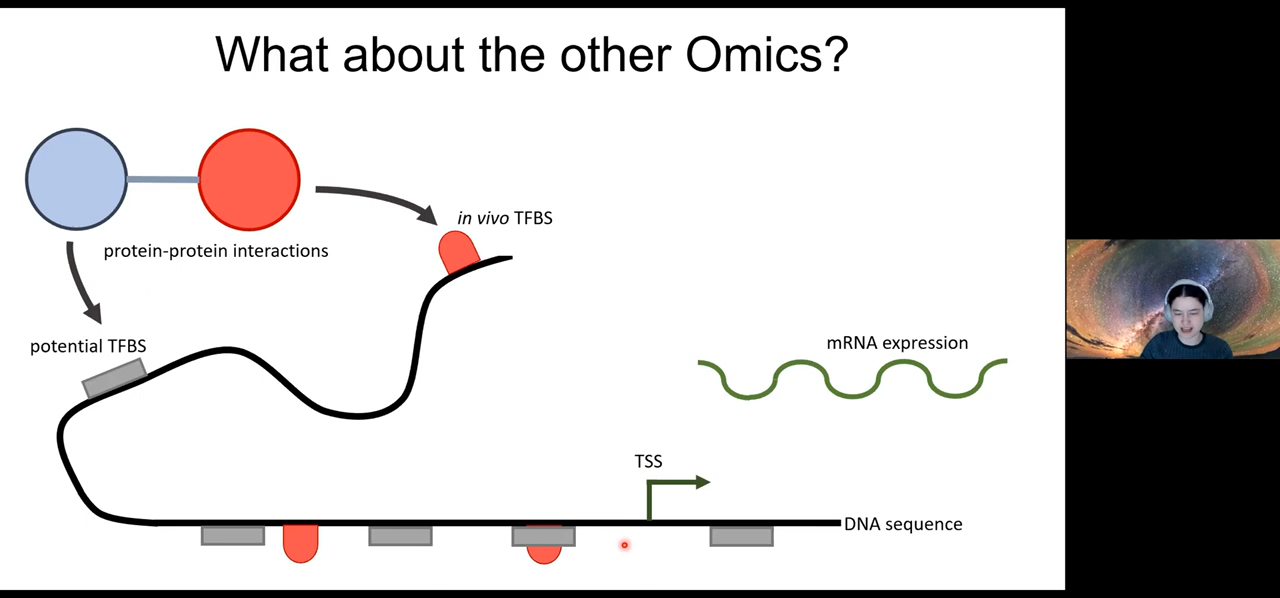 What about the other Omics?
in vivo TFBS
protein-protein interactions
potential TFBS
mRNA expression
TSS
DNA sequence